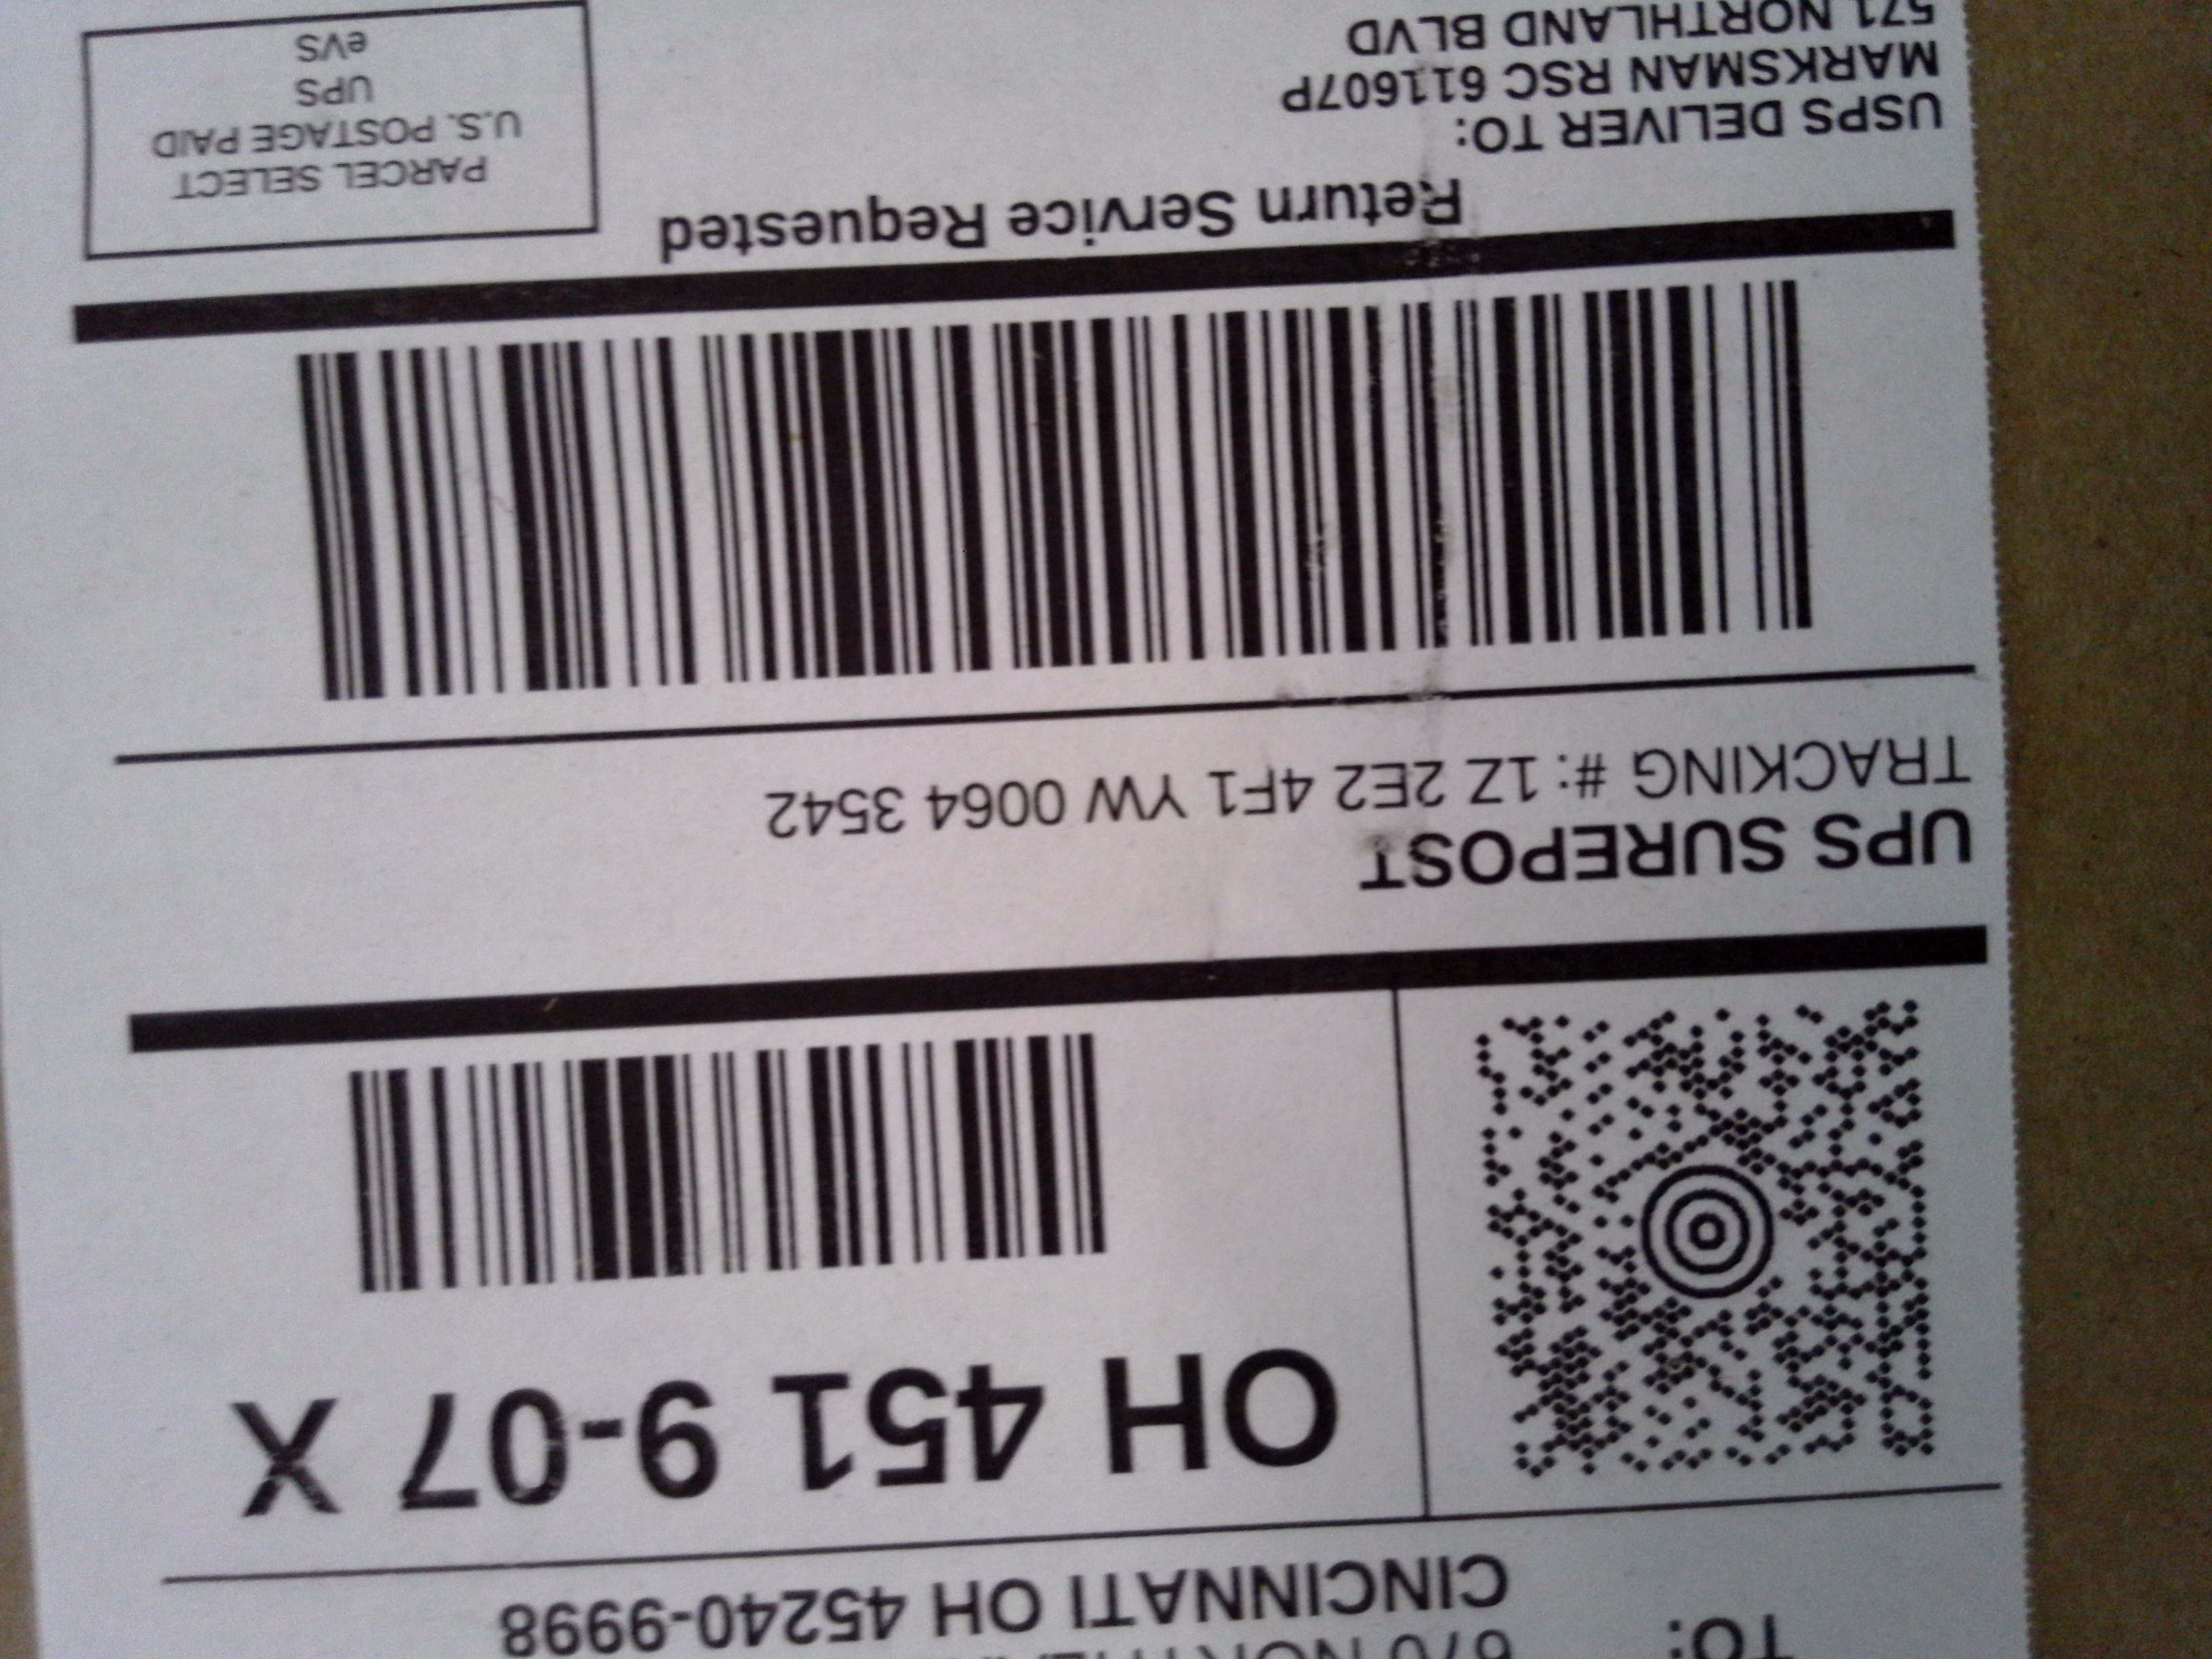 TO:
CINCINNATI OH 45240-9998
OH 451 9-07 X
UPS SUREPOST
TRACKING #: 1Z 2E2 4F1 YW 0064 3542
Return Service Requested
USPS DELIVER TO:
MARKSMAN RSC 611607P
571 NORTHLAND BLVD
PARCEL SELECT
U.S. POSTAGE PAID
UPS
eVS